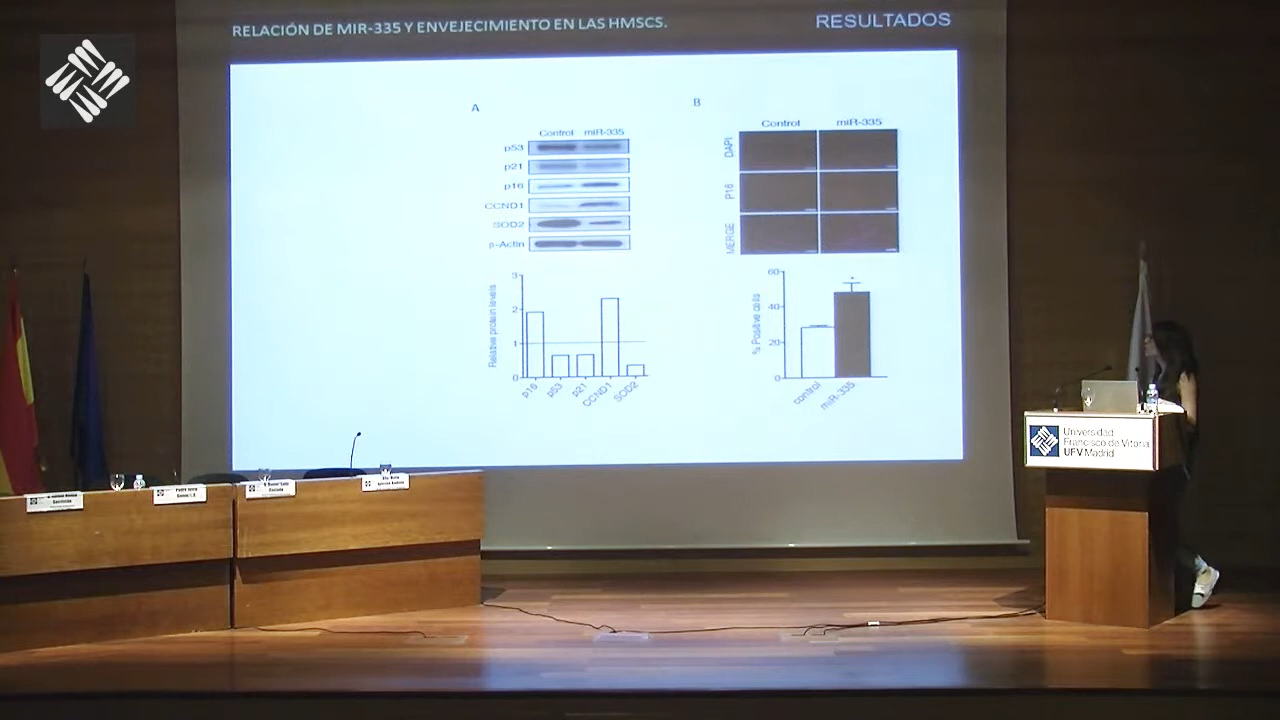 RELACIÓN DE MIR-335 Y ENVEJECIMIENTO EN LAS HMSCS.
RESULTADOS
A
Control miR-335
p53
p21
p16
CCND1
SOD2
β-Actin
3
2
1
0
Relative protein levels
p16
p53
p21
CCND1
SOD2
B
Control miR-335
DAPI
P16
MERGE
60
40
20
0
% Positive cells
*
control
miR-335
Universidad
Francisco de Vitoria
UFV Madrid